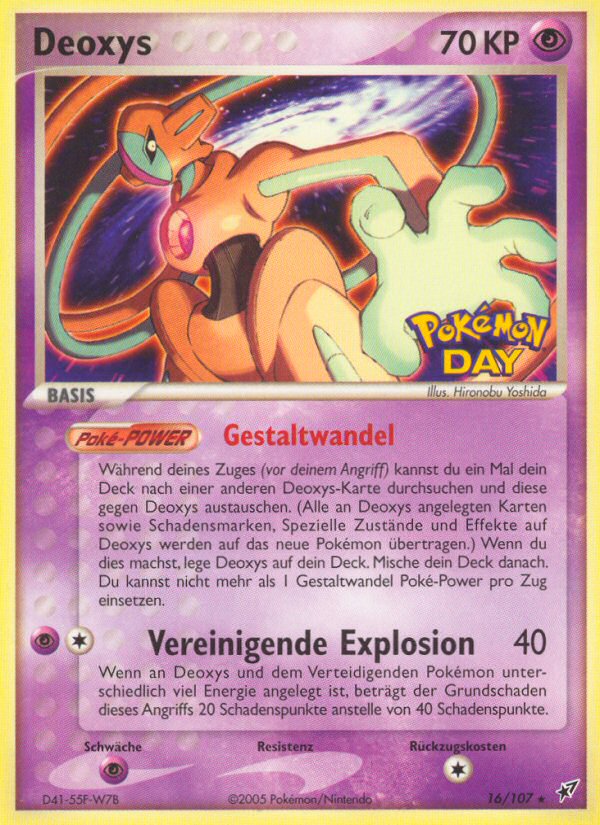 Deoxys
70 KP
POKéMON
DAY
BASIS
Illus. Hironobu Yoshida
Poké-POWER Gestaltwandel
Während deines Zuges (vor deinem Angriff) kannst du ein Mal dein
Deck nach einer anderen Deoxys-Karte durchsuchen und diese
gegen Deoxys austauschen. (Alle an Deoxys angelegten Karten
sowie Schadensmarken, Spezielle Zustände und Effekte auf
Deoxys werden auf das neue Pokémon übertragen.) Wenn du
dies machst, lege Deoxys auf dein Deck. Mische dein Deck danach.
Du kannst nicht mehr als 1 Gestaltwandel Poké-Power pro Zug
einsetzen.
Vereinigende Explosion 40
Wenn an Deoxys und dem Verteidigenden Pokémon unter-
schiedlich viel Energie angelegt ist, beträgt der Grundschaden
dieses Angriffs 20 Schadenspunkte anstelle von 40 Schadenspunkte.
Schwäche Resistenz Rückzugskosten
D41-55F-W7B ©2005 Pokémon/Nintendo 16/107 ★